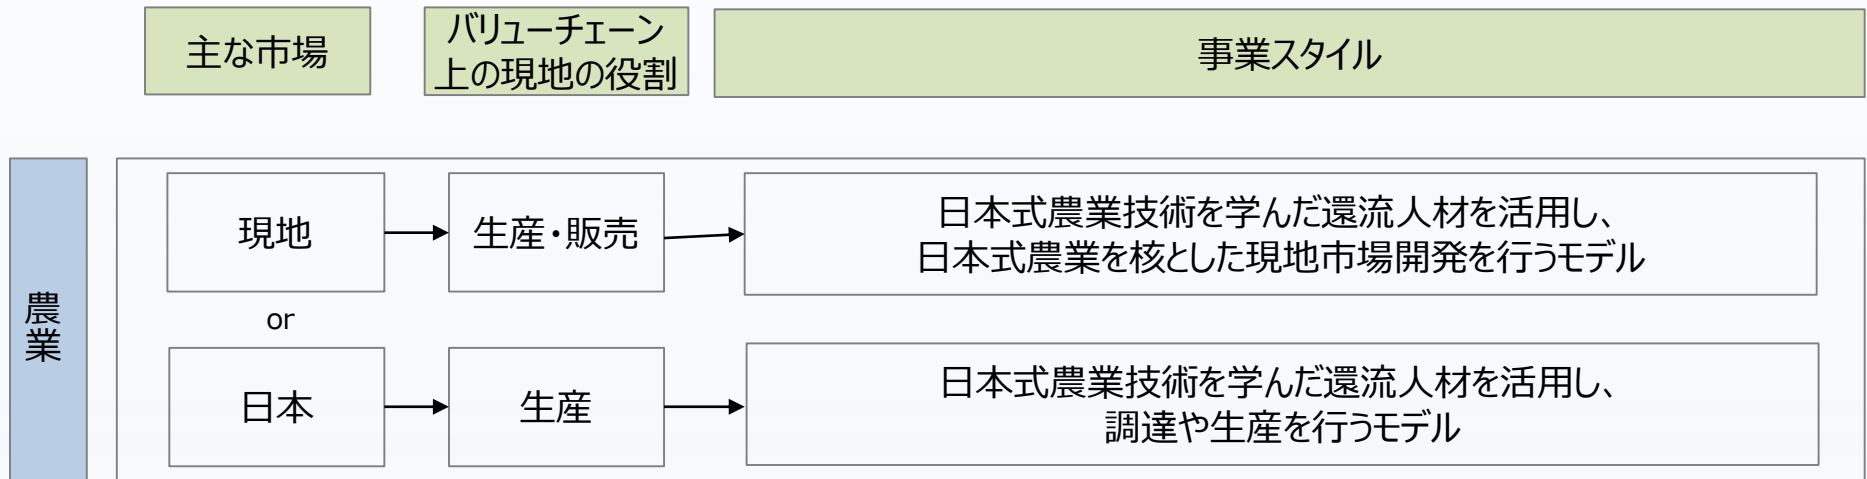 主な市場
バリューチェーン
上の現地の役割
事業スタイル
農業
現地
生産・販売
日本式農業技術を学んだ還流人材を活用し、
日本式農業を核とした現地市場開発を行うモデル
or
日本
生産
日本式農業技術を学んだ還流人材を活用し、
調達や生産を行うモデル